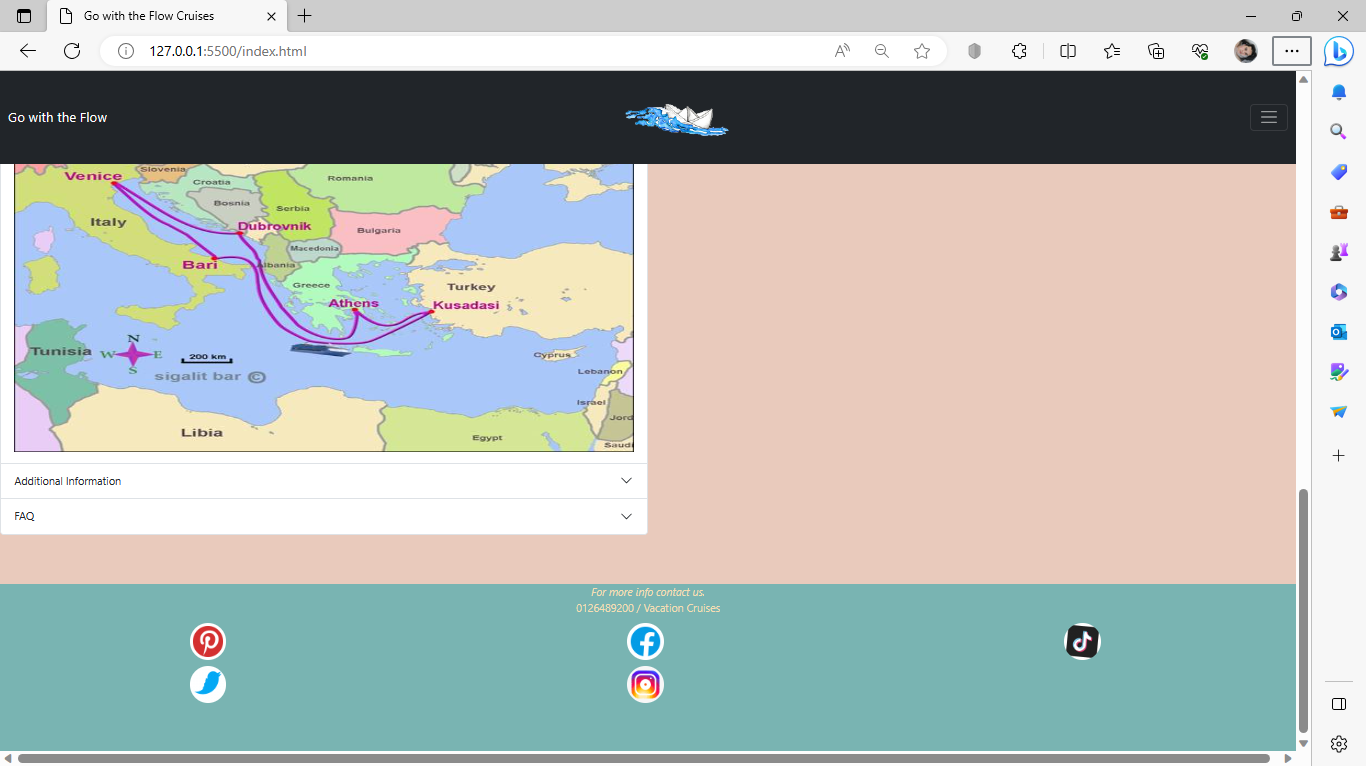 Go with the Flow Cruises
127.0.0.1:5500/index.html
Go with the Flow
Venice
Slovenia
Croatia
Romania
Bosnia
Serbia
Italy
Dubrovnik
Bulgaria
Macedonia
Bari
Albania
Greece
Turkey
Athens
Kusadasi
N
Tunisia
W
E
200 km
S
Cyprus
Lebanon
sigalit bar ©
Israel
Jord
Libia
Egypt
Saudi
Additional Information
FAQ
For more info contact us.
0126489200 / Vacation Cruises